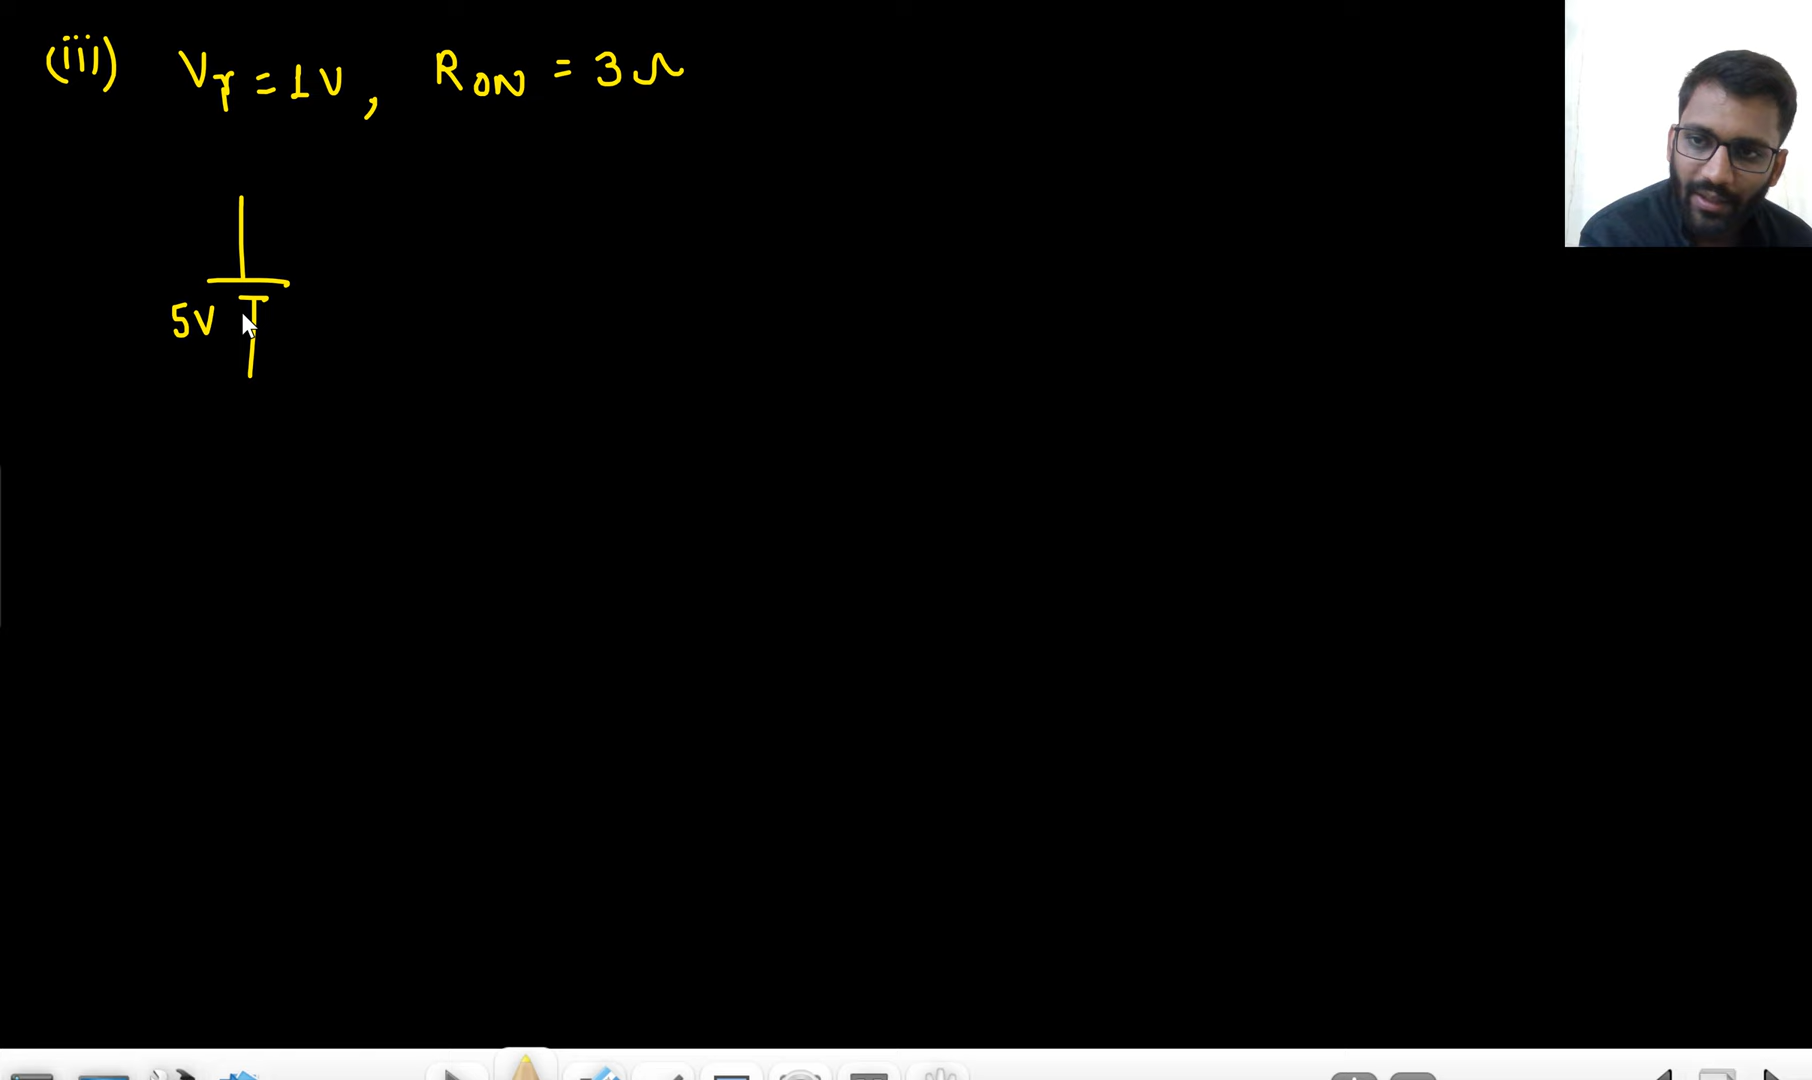 (iii) Vγ = 1V, RON = 3Ω
5V